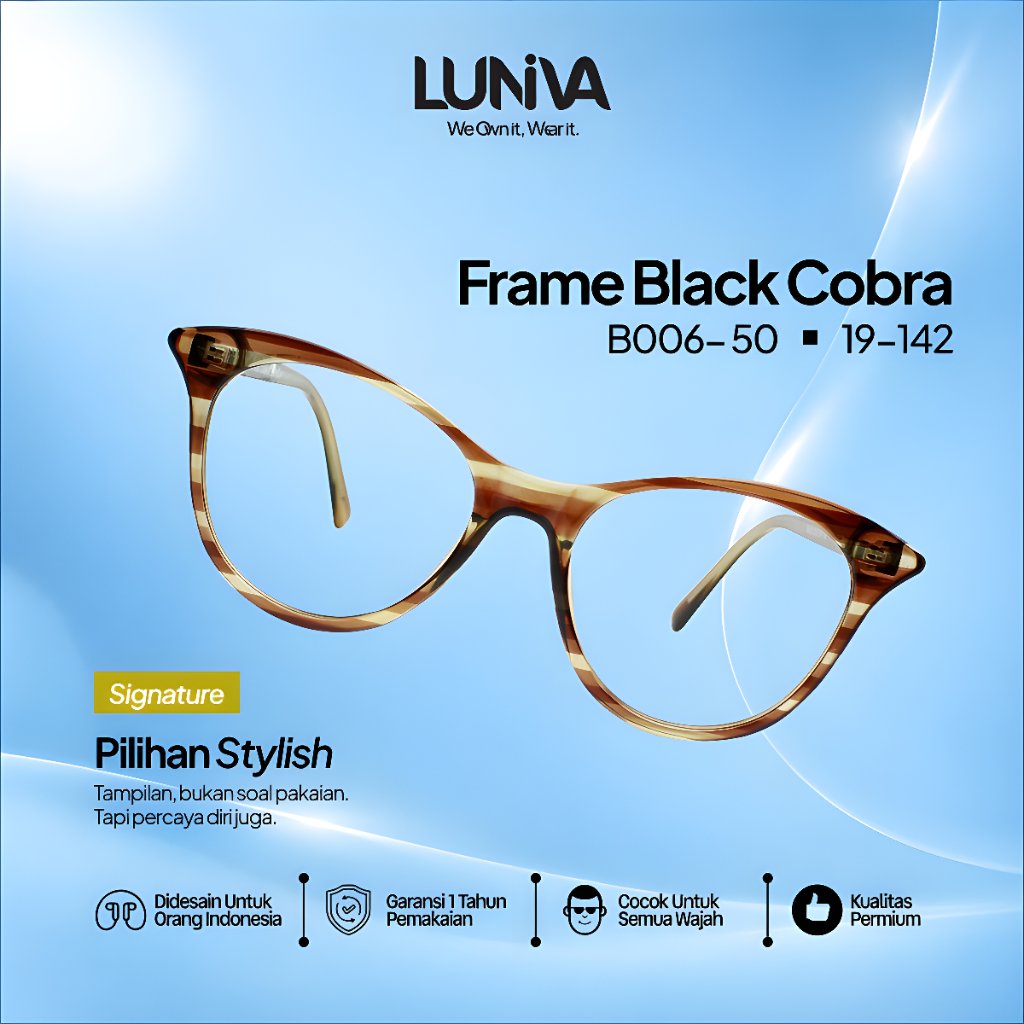 LUNiVA
We Own it, Wear it.
Frame Black Cobra
B006-50 ▪ 19-142
Signature
Pilihan Stylish
Tampilan, bukan soal pakaian.
Tapi percaya diri juga.
Didesain Untuk
Orang Indonesia
Garansi 1 Tahun
Pemakaian
Cocok Untuk
Semua Wajah
Kualitas
Permium